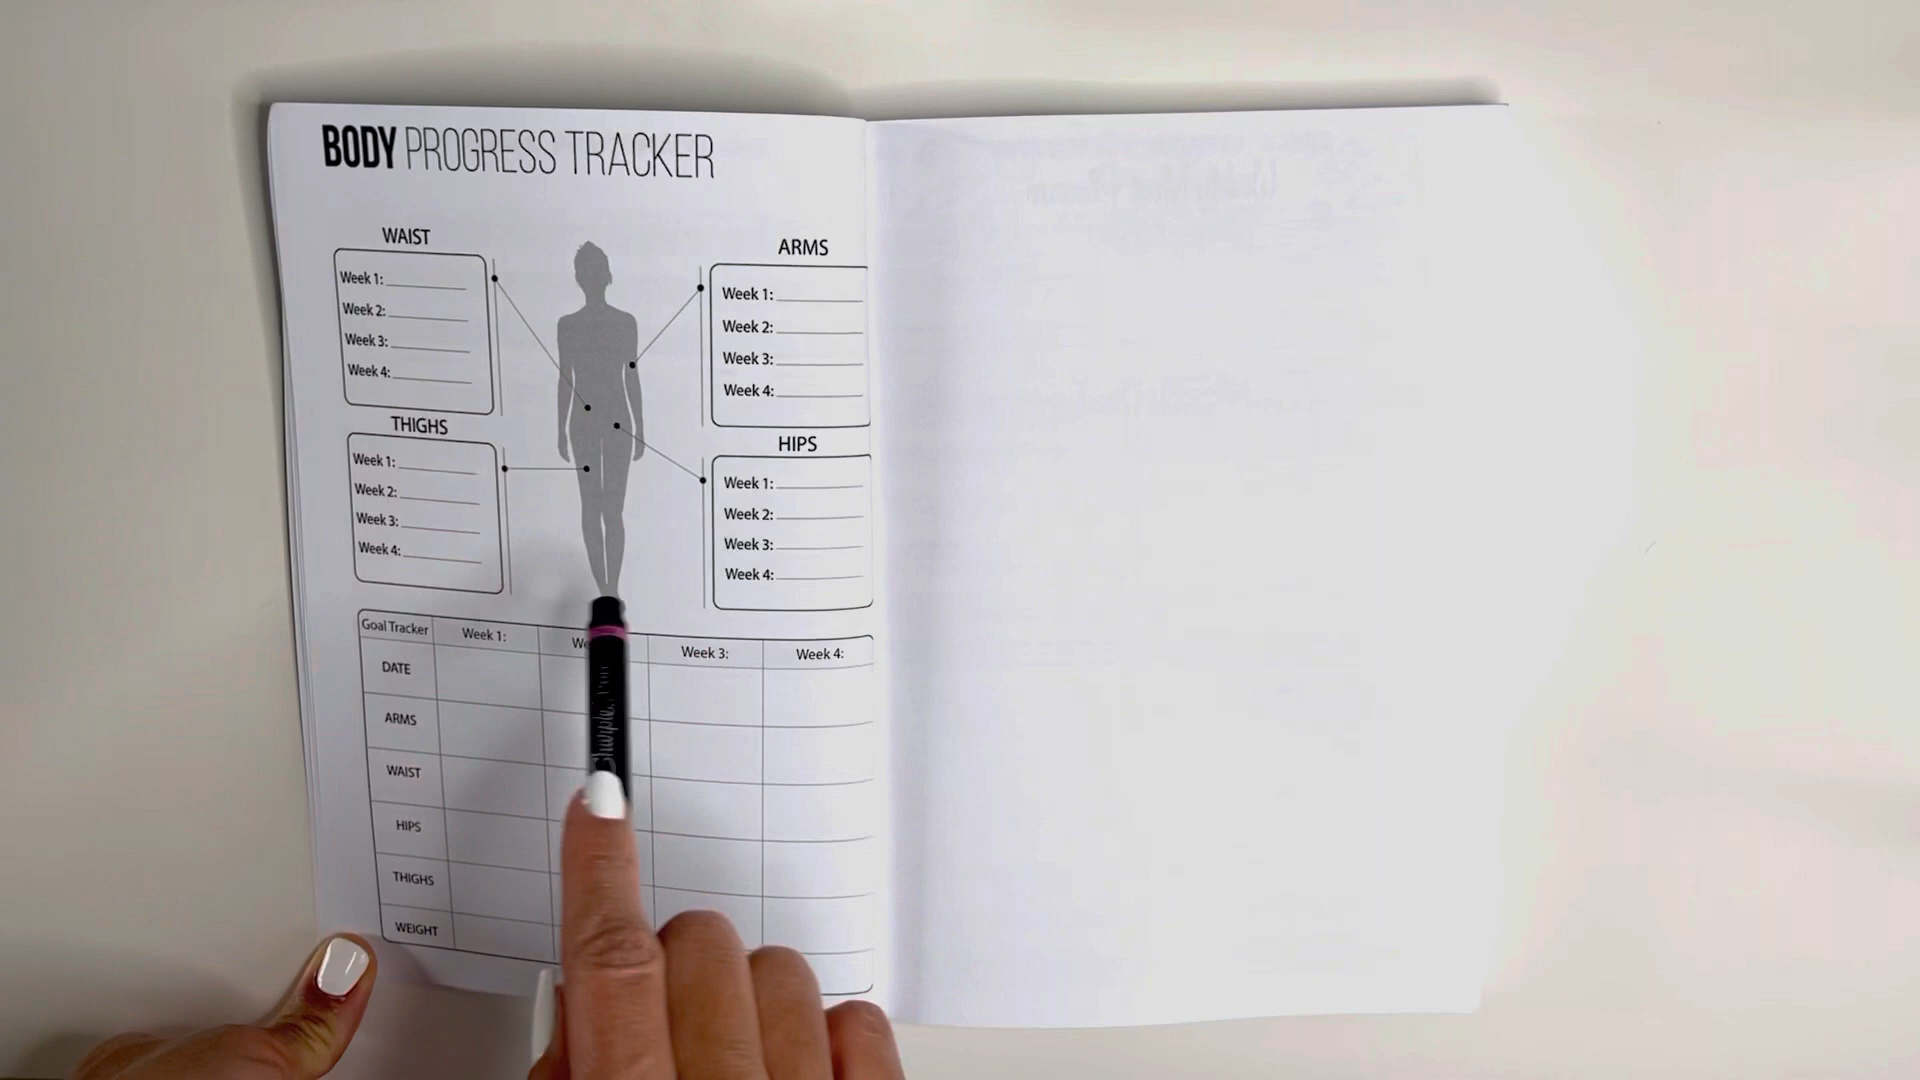 BODY PROGRESS TRACKER
WAIST
Week 1:
Week 2:
Week 3:
Week 4:
ARMS
Week 1:
Week 2:
Week 3:
Week 4:
THIGHS
Week 1:
Week 2:
Week 3:
Week 4:
HIPS
Week 1:
Week 2:
Week 3:
Week 4:
Goal Tracker Week 1: Week 3: Week 4:
DATE
ARMS
WAIST
HIPS
THIGHS
WEIGHT
Sharpie. Pen